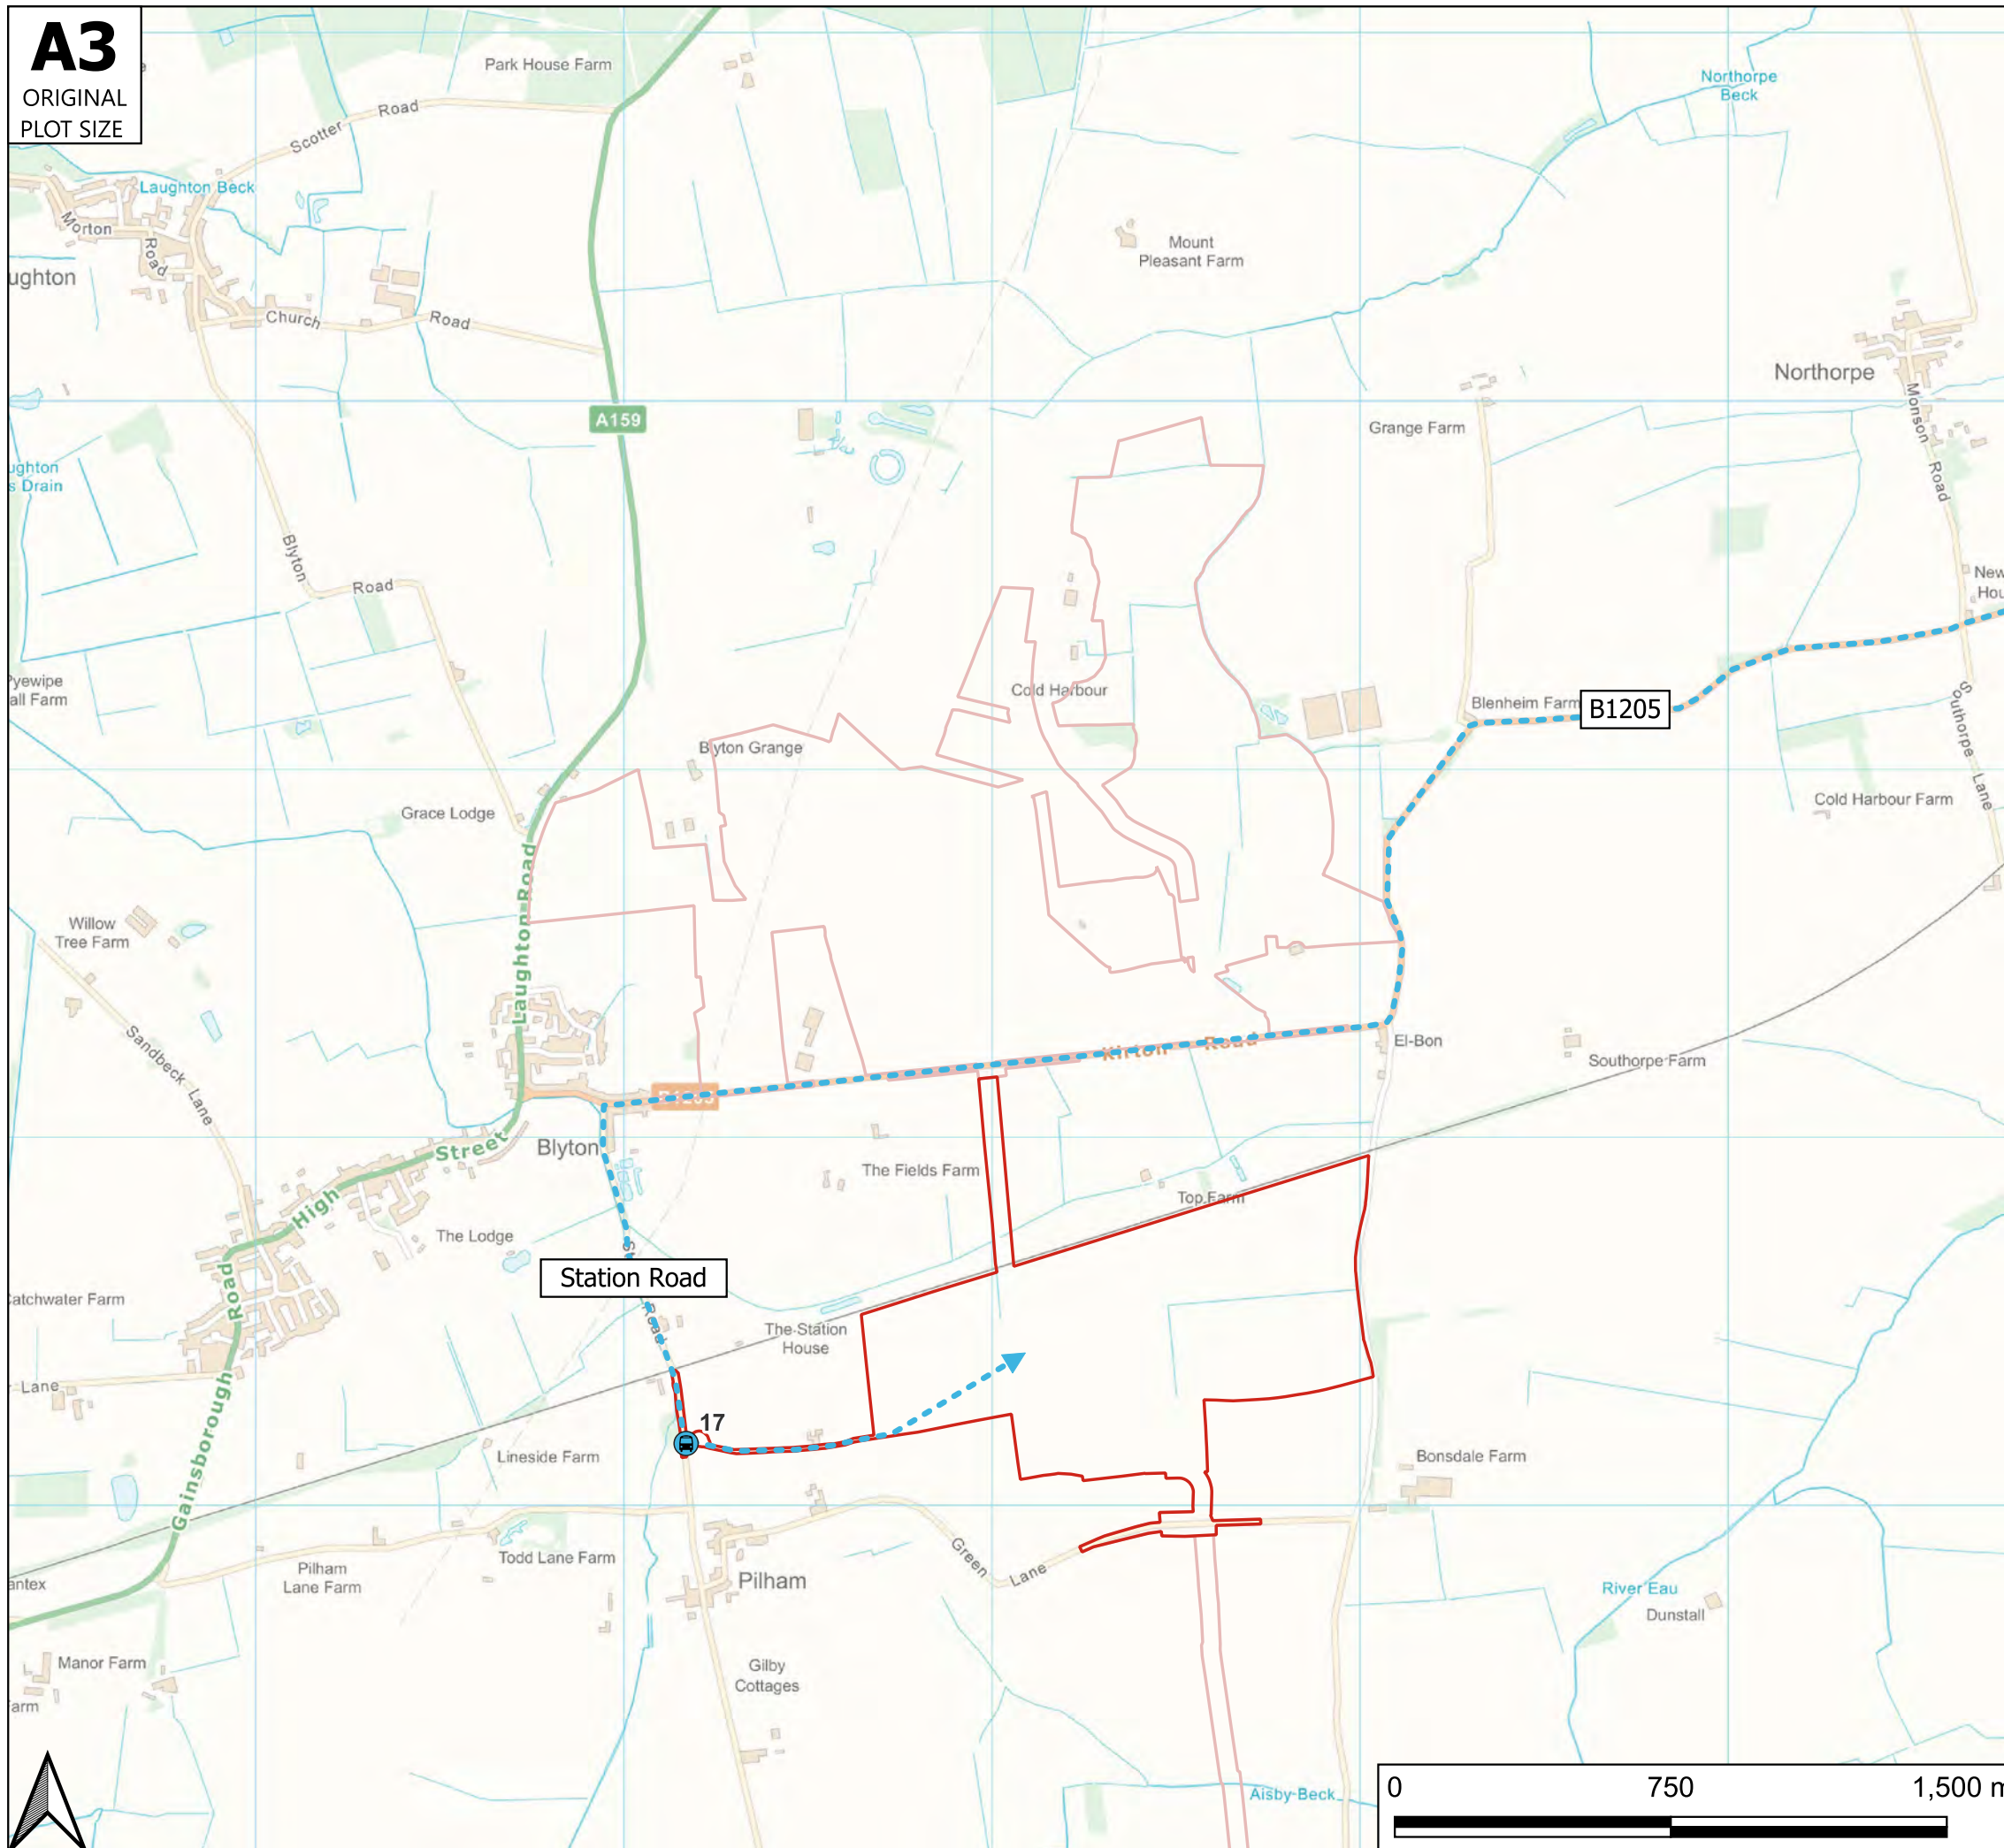 A3
ORIGINAL
PLOT SIZE
Park House Farm
Scotter Road
Northorpe
Beck
Laughton Beck
Morton
Road
ughton
Church Road
Mount
Pleasant Farm
Northorpe
Monson Road
A159
Grange Farm
ughton
s Drain
Blyton Road
New
Hou
Pyewipe
all Farm
Cold Harbour
Blenheim Farm
B1205
Southorpe Lane
Blyton Grange
Grace Lodge
Cold Harbour Farm
Laughton Road
Willow
Tree Farm
Sandbeck Lane
Kirton Road
El-Bon
Southorpe Farm
B1205
High Street
Blyton
The Fields Farm
Top Farm
The Lodge
Station Road
Road
Catchwater Farm
The Station
House
Lane
17
Gainsborough Road
Lineside Farm
Bonsdale Farm
Todd Lane Farm
Pilham
Lane Farm
antex
Pilham
Green Lane
River Eau
Dunstall
Manor Farm
arm
Gilby
Cottages
Aisby Beck
0 750 1,500 m